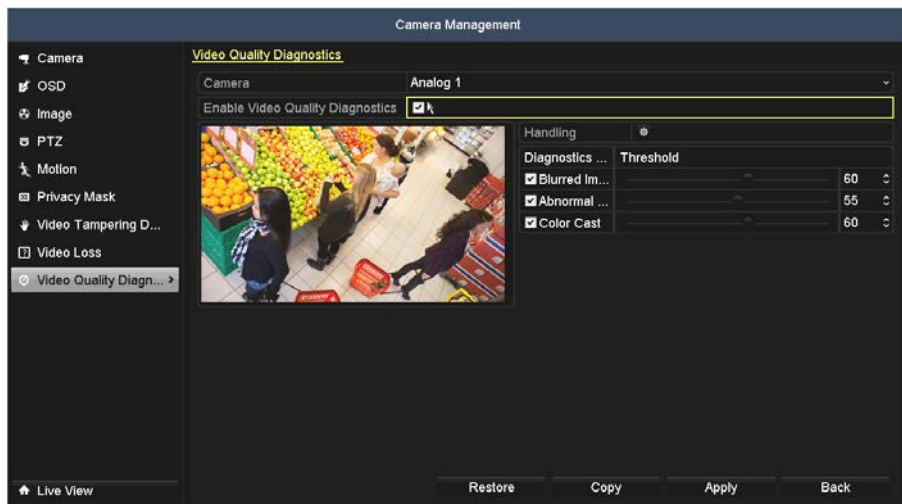 Camera Management
Camera
OSD
Image
PTZ
Motion
Privacy Mask
Video Tampering D...
Video Loss
Video Quality Diagn... >
Live View
Video Quality Diagnostics
Camera Analog 1
Enable Video Quality Diagnostics
Handling
Diagnostics ... Threshold
Blurred Im... 60
Abnormal ... 55
Color Cast 60
Restore Copy Apply Back